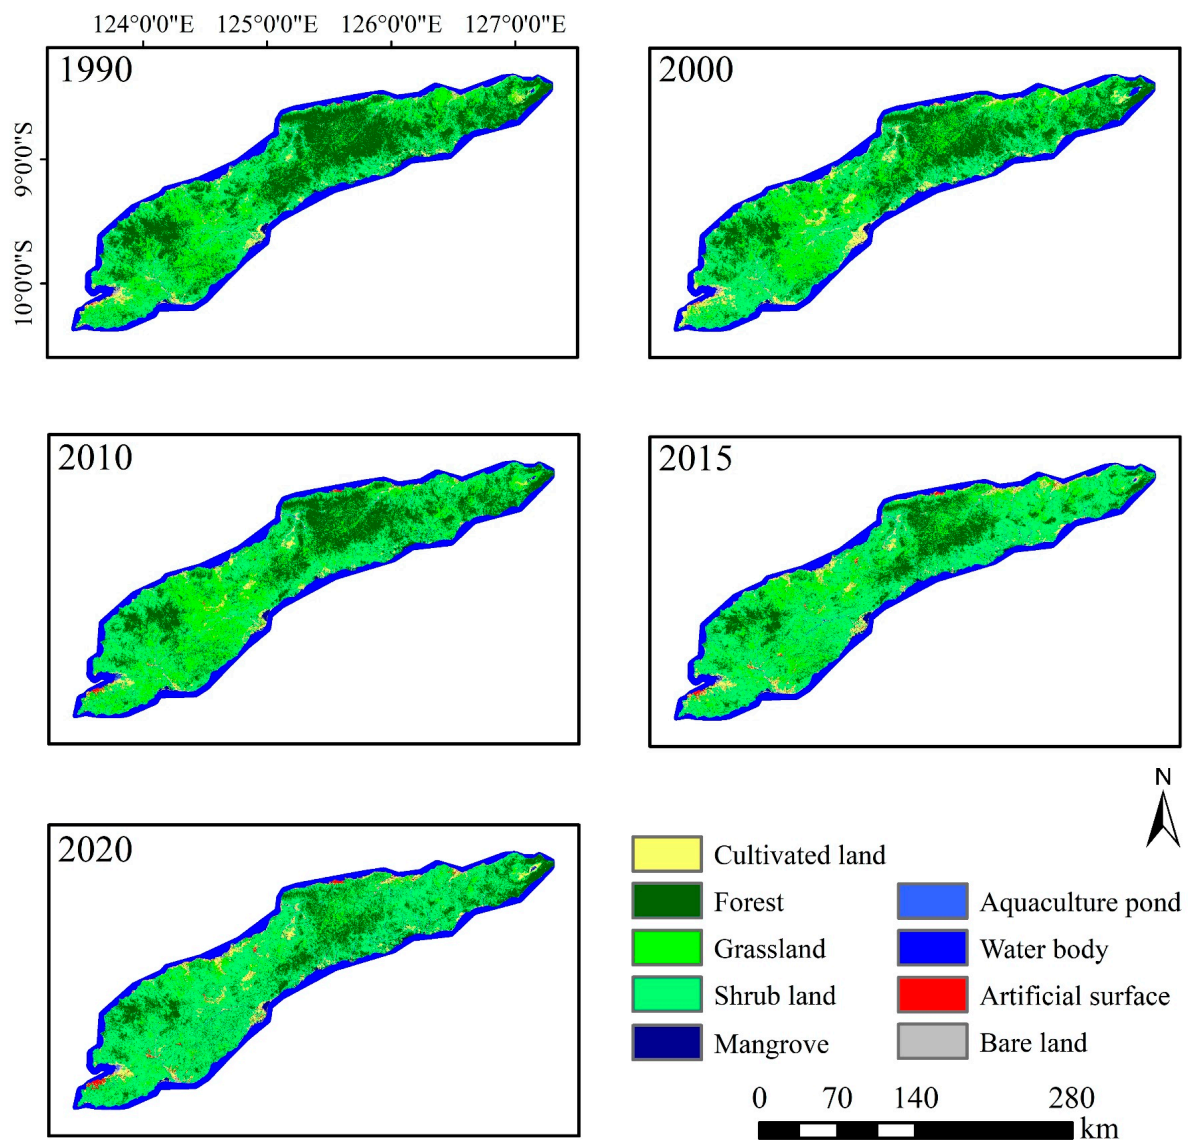 124°0'0"E 125°0'0"E 126°0'0"E 127°0'0"E
1990
2000
9°0'0"S
10°0'0"S
2010
2015
2020
N
Cultivated land
Forest
Aquaculture pond
Grassland
Water body
Shrub land
Artificial surface
Mangrove
Bare land
0 70 140 280
km